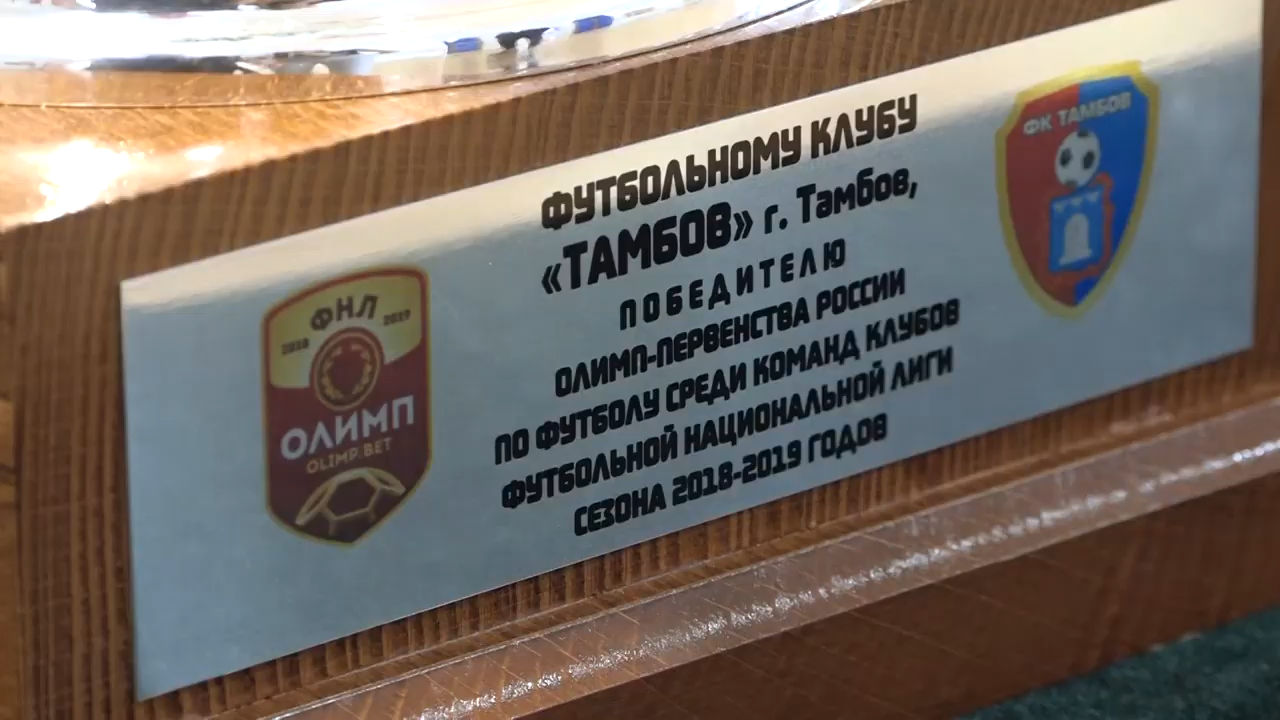 ФУТБОЛЬНОМУ КЛУБУ
«ТАМБОВ» г. Тамбов,
ПОБЕДИТЕЛЮ
ОЛИМП-ПЕРВЕНСТВА РОССИИ
ПО ФУТБОЛУ СРЕДИ КОМАНД КЛУБОВ
ФУТБОЛЬНОЙ НАЦИОНАЛЬНОЙ ЛИГИ
СЕЗОНА 2018-2019 ГОДОВ
ФНЛ
2018 2019
ОЛИМП
OLIMP.BET
ФК ТАМБОВ